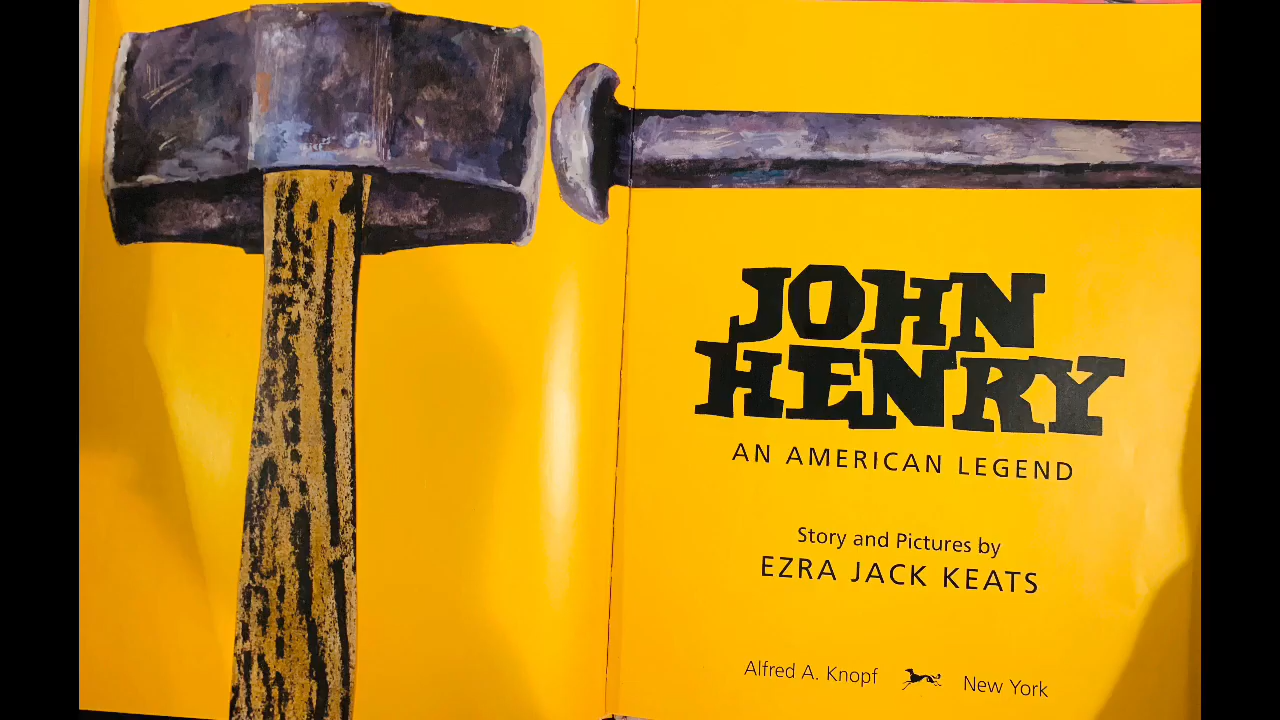 JOHN
HENRY
AN AMERICAN LEGEND
Story and Pictures by
EZRA JACK KEATS
Alfred A. Knopf New York